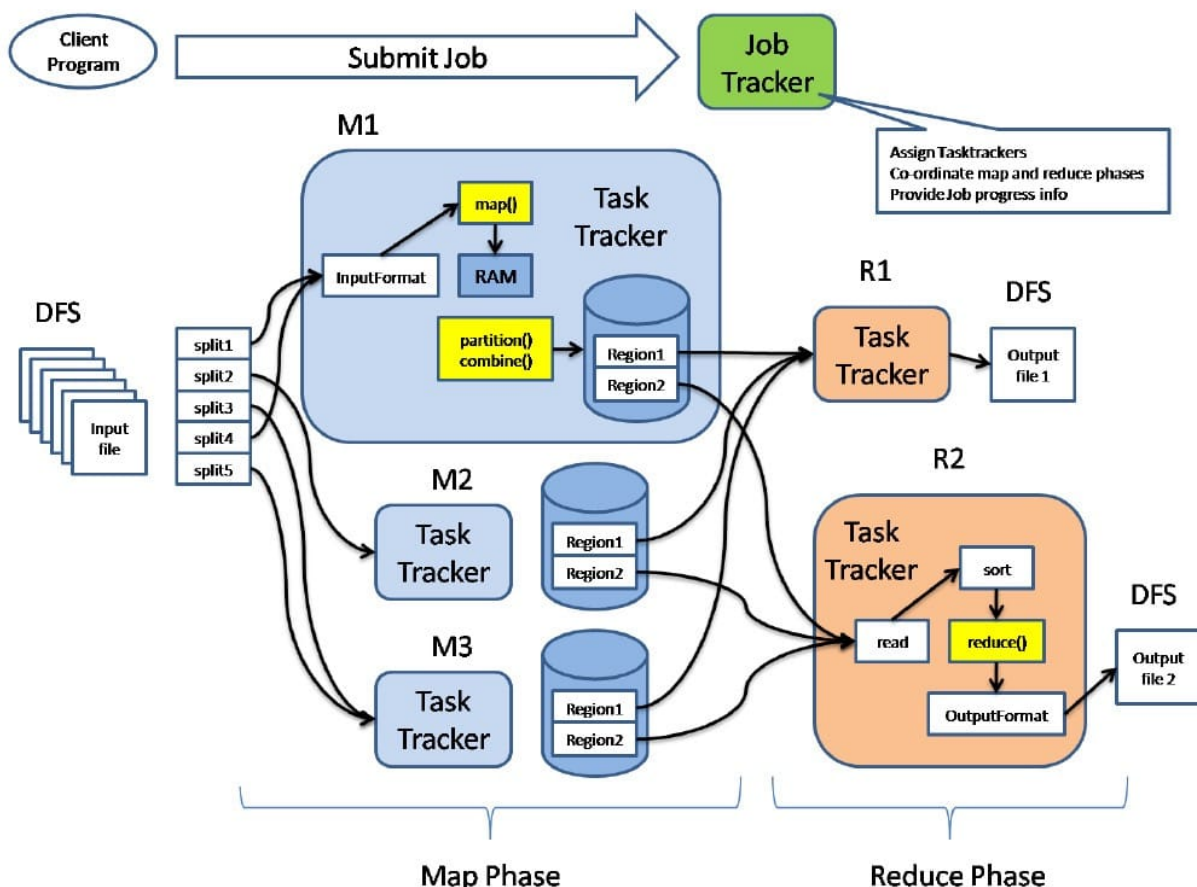 Client
Program
Submit Job
Job
Tracker
Assign Tasktrackers
Co-ordinate map and reduce phases
Provide Job progress info
M1
map()
Task
Tracker
InputFormat
RAM
partition()
combine()
Region1
Region2
DFS
Input
file
split1
split2
split3
split4
split5
M2
Task
Tracker
Region1
Region2
M3
Task
Tracker
Region1
Region2
R1
Task
Tracker
DFS
Output
file 1
R2
Task
Tracker
sort
read
reduce()
OutputFormat
DFS
Output
file 2
Map Phase
Reduce Phase